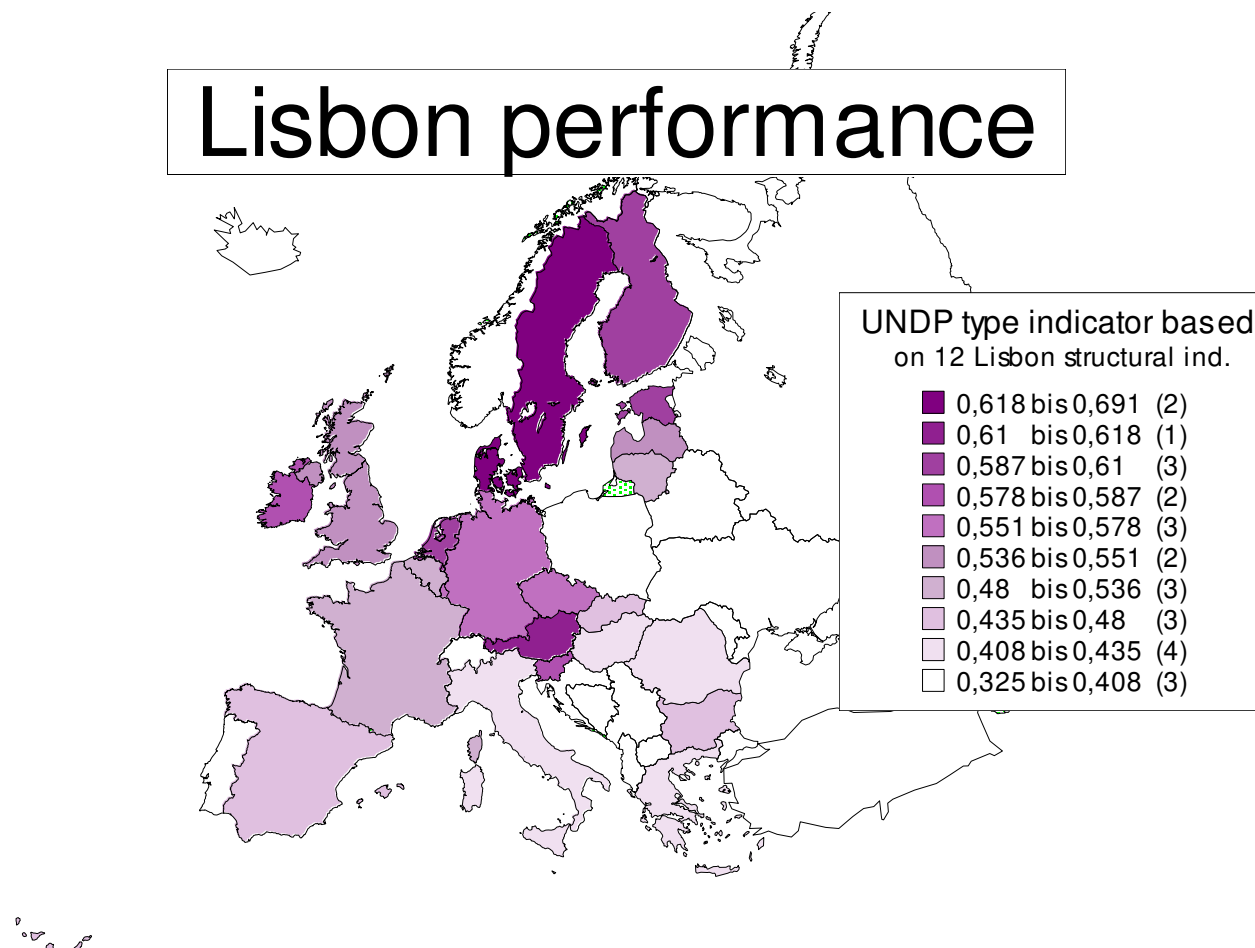 Lisbon performance
UNDP type indicator based
on 12 Lisbon structural ind.
0,618 bis 0,691 (2)
0,61 bis 0,618 (1)
0,587 bis 0,61 (3)
0,578 bis 0,587 (2)
0,551 bis 0,578 (3)
0,536 bis 0,551 (2)
0,48 bis 0,536 (3)
0,435 bis 0,48 (3)
0,408 bis 0,435 (4)
0,325 bis 0,408 (3)